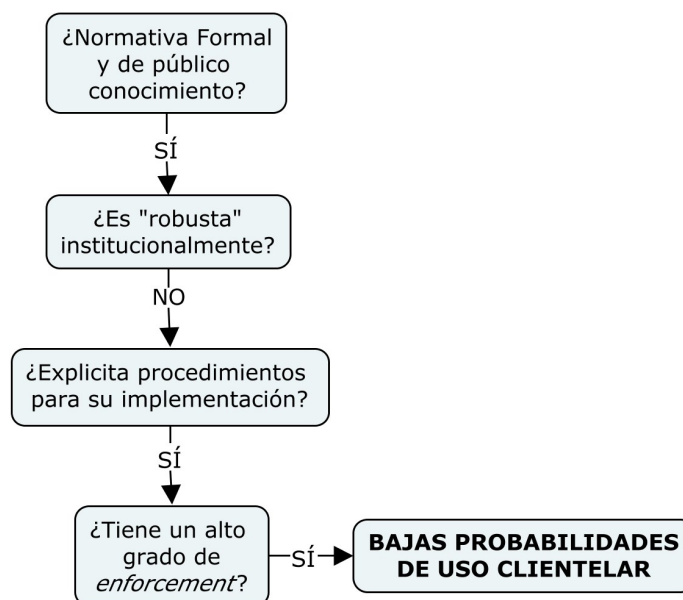 ¿Normativa Formal
y de público
conocimiento?
SÍ
¿Es "robusta"
institucionalmente?
NO
¿Explicita procedimientos
para su implementación?
SÍ
¿Tiene un alto
grado de
enforcement?
SÍ
BAJAS PROBABILIDADES
DE USO CLIENTELAR